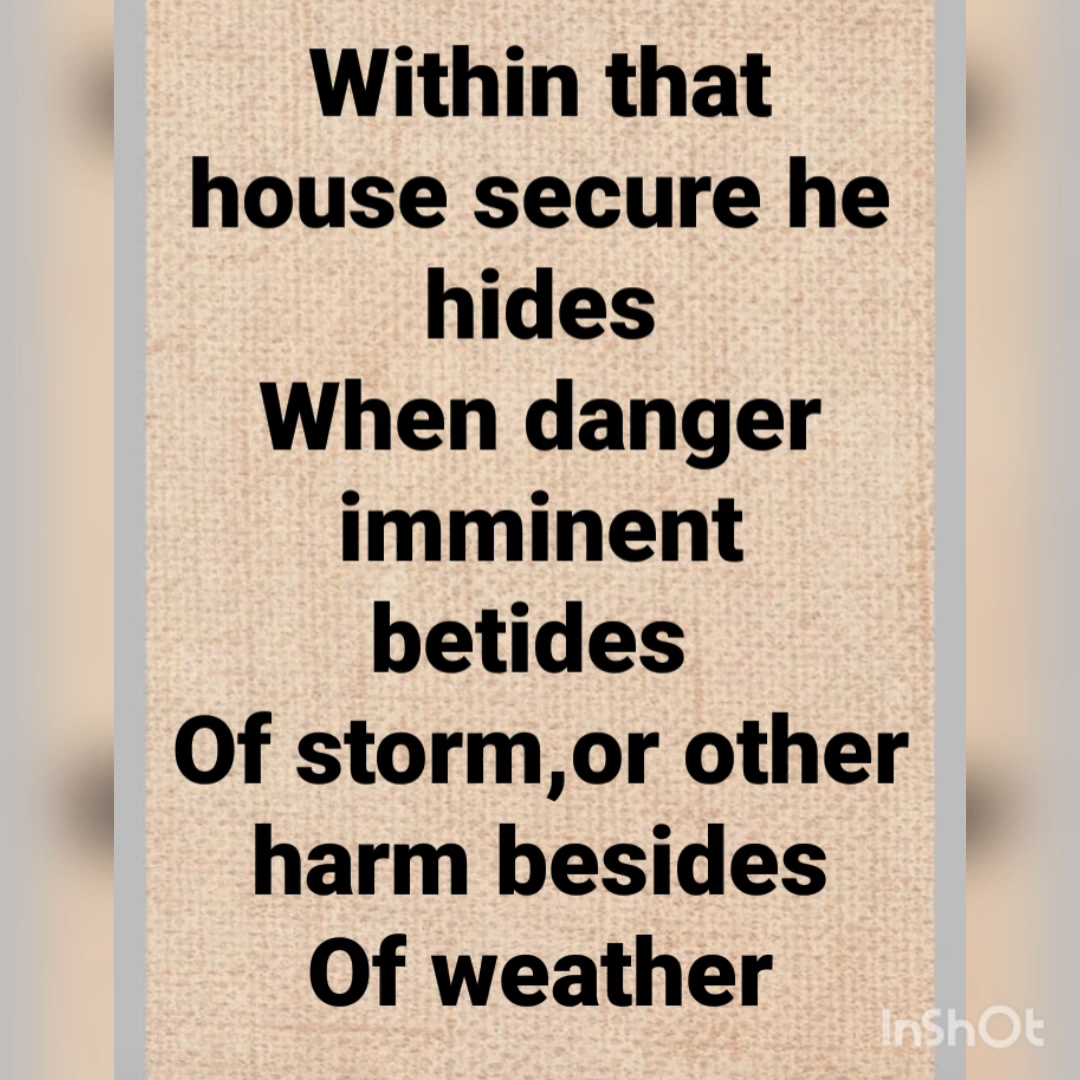 Within that
house secure he
hides
When danger
imminent
betides
Of storm,or other
harm besides
Of weather
InShOt